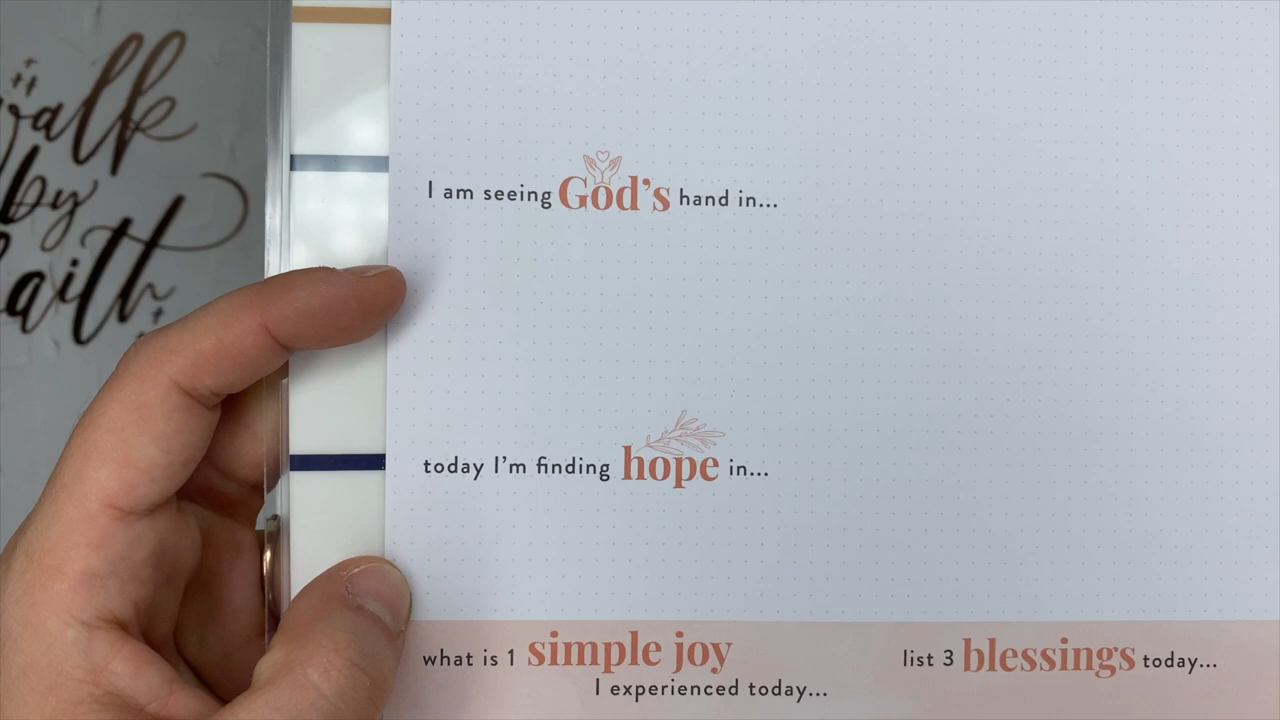 walk
by
faith
I am seeing God's hand in...
today I'm finding hope in...
what is 1 simple joy
I experienced today...
list 3 blessings today...